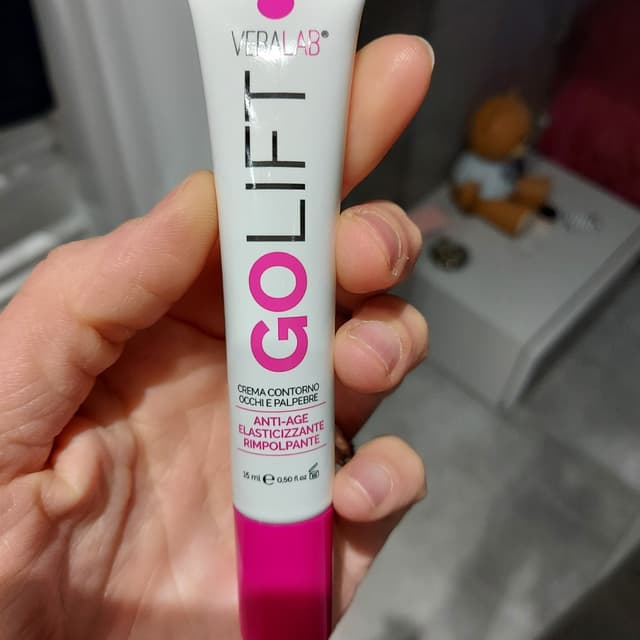 VERALAB®
GO LIFT
CREMA CONTORNO
OCCHI E PALPEBRE
ANTI-AGE
ELASTICIZZANTE
RIMPOLPANTE
15 ml ℮ 0,50 fl oz